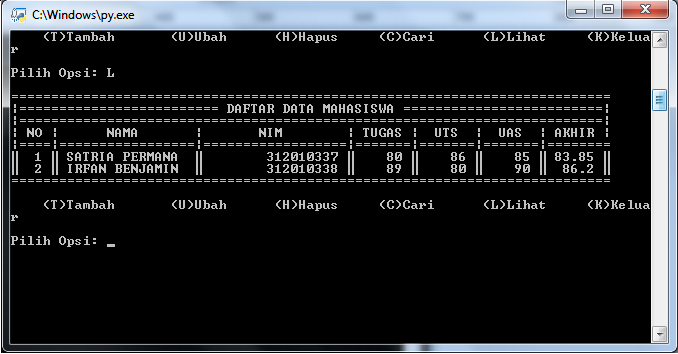 C:\Windows\py.exe
(T)Tambah (U)Ubah (H)Hapus (C)Cari (L)Lihat (K)Kelua
r
Pilih Opsi: L
===========================================================================
¦========================= DAFTAR DATA MAHASISWA =========================¦
¦=========================================================================¦
¦ NO ¦ NAMA ¦ NIM ¦ TUGAS ¦ UTS ¦ UAS ¦ AKHIR ¦
¦=========================================================================¦
‖ 1 ‖ SATRIA PERMANA ‖ 312010337 ‖ 80 ‖ 86 ‖ 85 ‖ 83.85 ‖
‖ 2 ‖ IRFAN BENJAMIN ‖ 312010338 ‖ 89 ‖ 80 ‖ 90 ‖ 86.2 ‖
===========================================================================
(T)Tambah (U)Ubah (H)Hapus (C)Cari (L)Lihat (K)Kelua
r
Pilih Opsi: _